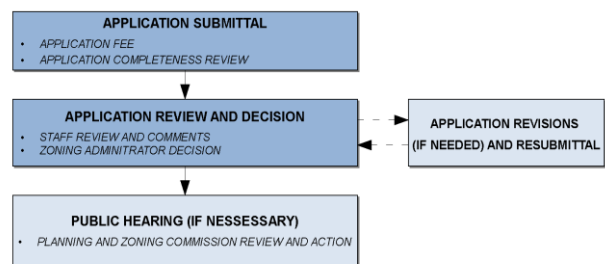 APPLICATION SUBMITTAL
• APPLICATION FEE
• APPLICATION COMPLETENESS REVIEW
APPLICATION REVIEW AND DECISION
• STAFF REVIEW AND COMMENTS
• ZONING ADMINITRATOR DECISION
APPLICATION REVISIONS
(IF NEEDED) AND RESUBMITTAL
PUBLIC HEARING (IF NESSESSARY)
• PLANNING AND ZONING COMMISSION REVIEW AND ACTION